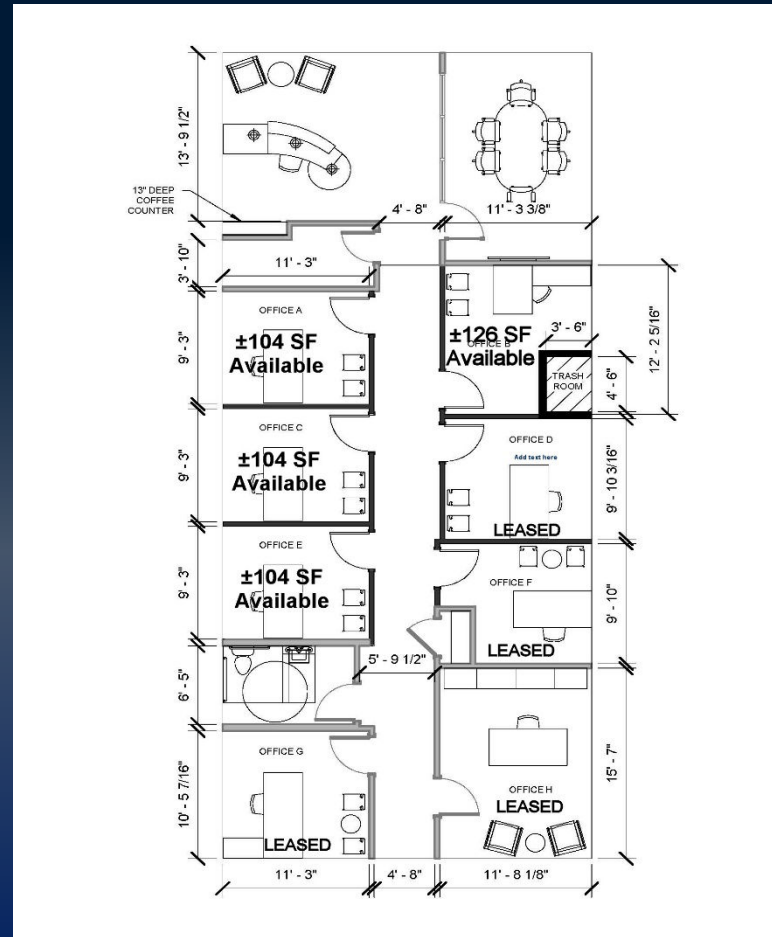 13' - 9 1/2"
13" DEEP
COFFEE
COUNTER
4' - 8"
11' - 3 3/8"
3' - 10"
11' - 3"
OFFICE A
±104 SF
Available
9' - 3"
OFFICE B
±126 SF
Available
3' - 6"
12' - 2 5/16"
TRASH
ROOM
4' - 6"
OFFICE C
±104 SF
Available
9' - 3"
OFFICE D
Add text here
LEASED
9' - 10 3/16"
OFFICE E
±104 SF
Available
9' - 3"
OFFICE F
LEASED
9' - 10"
5' - 9 1/2"
6' - 5"
OFFICE G
LEASED
10' - 5 7/16"
OFFICE H
LEASED
15' - 7"
11' - 3"
4' - 8"
11' - 8 1/8"